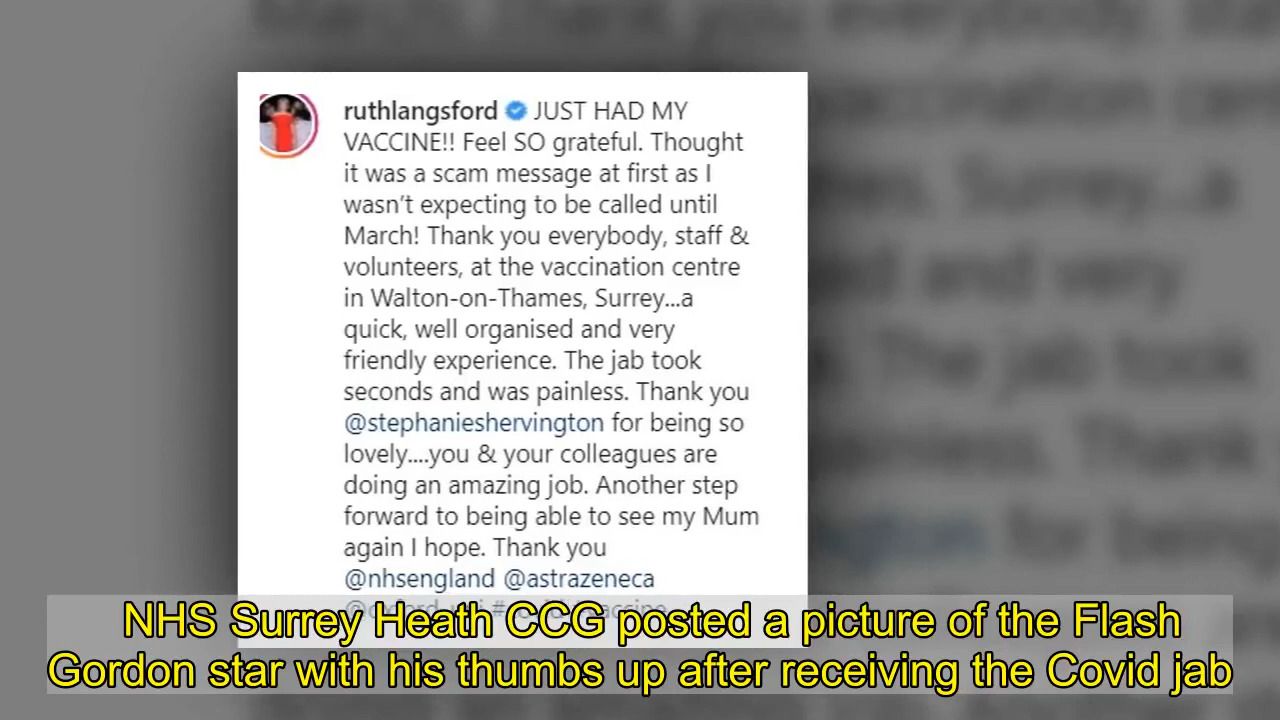 ruthlangsford JUST HAD MY
VACCINE!! Feel SO grateful. Thought
it was a scam message at first as I
wasn't expecting to be called until
March! Thank you everybody, staff &
volunteers, at the vaccination centre
in Walton-on-Thames, Surrey...a
quick, well organised and very
friendly experience. The jab took
seconds and was painless. Thank you
@stephanieshervington for being so
lovely....you & your colleagues are
doing an amazing job. Another step
forward to being able to see my Mum
again I hope. Thank you
@nhsengland @astrazeneca
NHS Surrey Heath CCG posted a picture of the Flash
Gordon star with his thumbs up after receiving the Covid jab